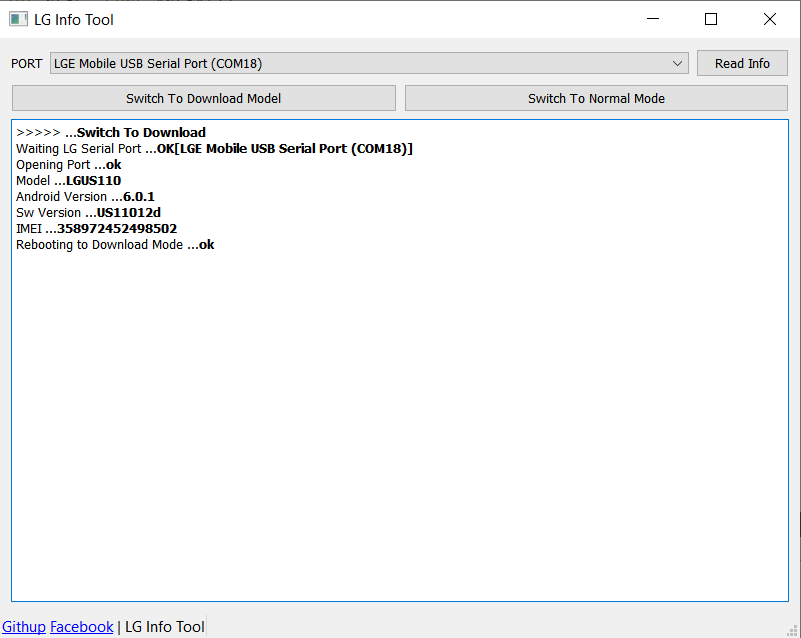 LG Info Tool
PORT LGE Mobile USB Serial Port (COM18) Read Info
Switch To Download Model Switch To Normal Mode
>>>>> ...Switch To Download
Waiting LG Serial Port ...OK[LGE Mobile USB Serial Port (COM18)]
Opening Port ...ok
Model ...LGUS110
Android Version ...6.0.1
Sw Version ...US11012d
IMEI ...358972452498502
Rebooting to Download Mode ...ok
Githup Facebook | LG Info Tool